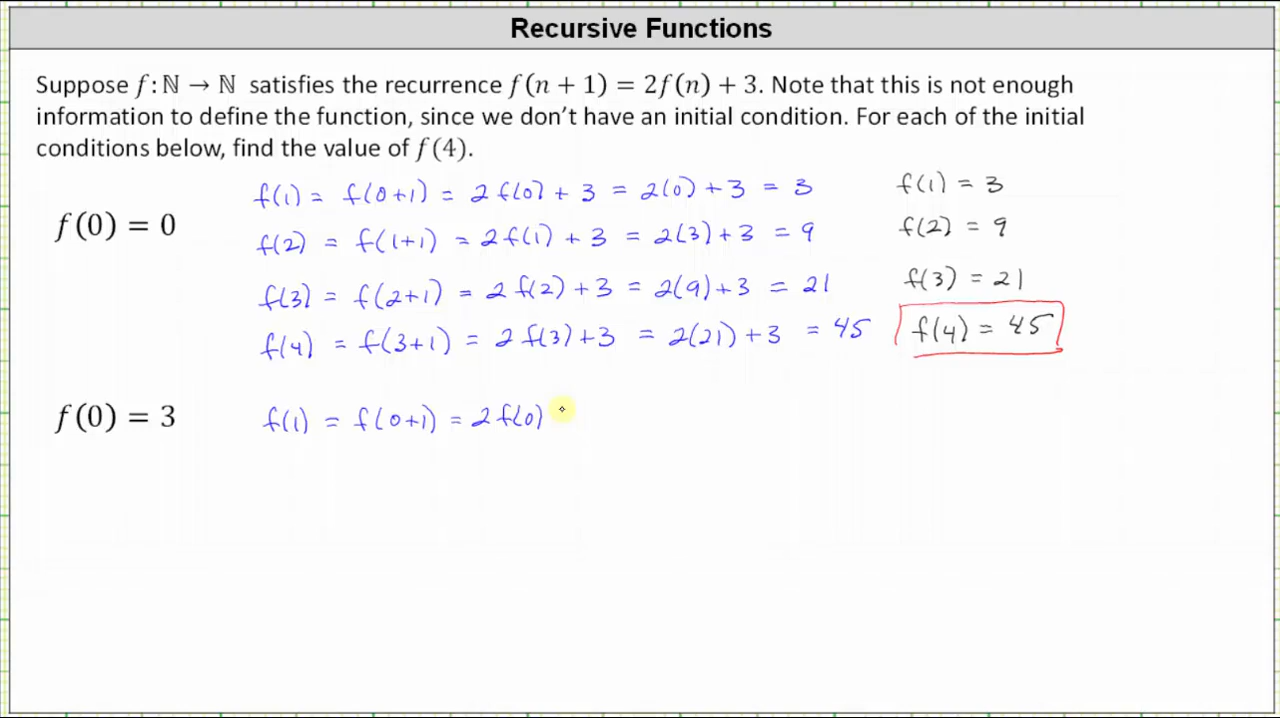 Recursive Functions
Suppose f: ℕ → ℕ satisfies the recurrence f(n + 1) = 2f(n) + 3. Note that this is not enough
information to define the function, since we don't have an initial condition. For each of the initial
conditions below, find the value of f(4).
f(0) = 0
f(1) = f(0+1) = 2f(0) + 3 = 2(0) + 3 = 3
f(2) = f(1+1) = 2f(1) + 3 = 2(3) + 3 = 9
f(3) = f(2+1) = 2f(2) + 3 = 2(9) + 3 = 21
f(4) = f(3+1) = 2f(3) + 3 = 2(21) + 3 = 45
f(1) = 3
f(2) = 9
f(3) = 21
f(4) = 45
f(0) = 3
f(1) = f(0+1) = 2f(0)